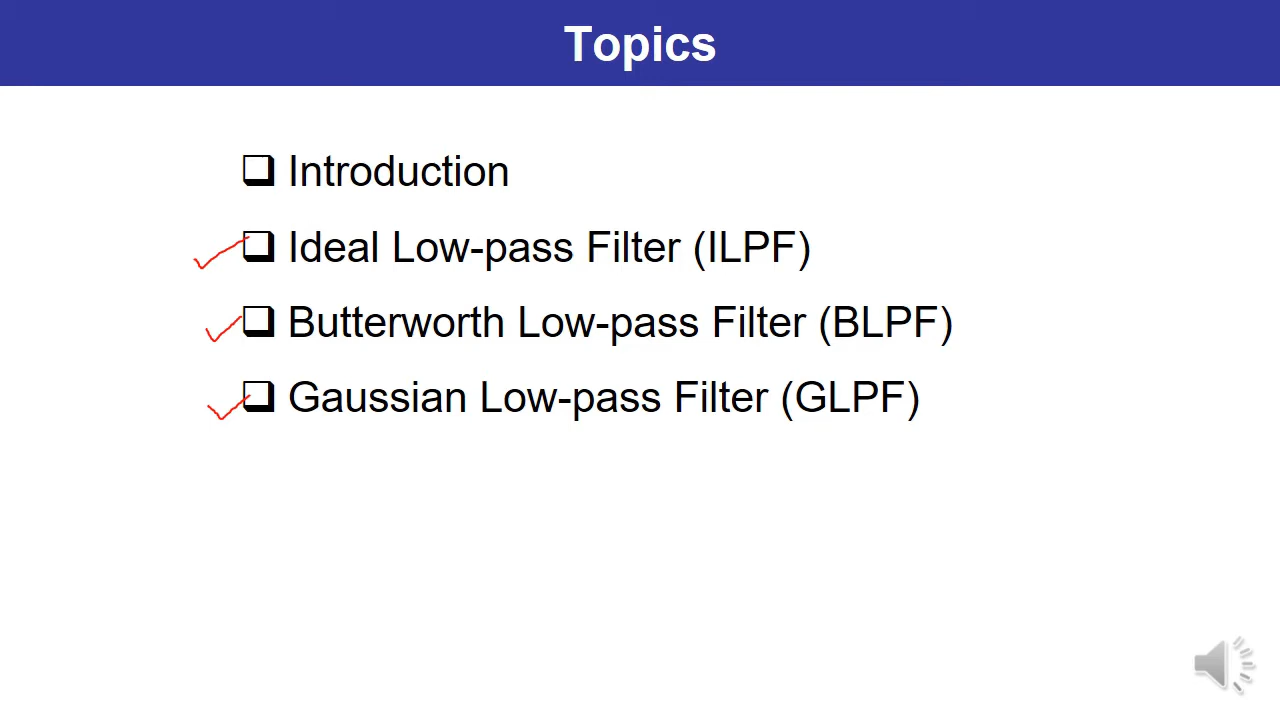 Topics
❑ Introduction
❑ Ideal Low-pass Filter (ILPF)
❑ Butterworth Low-pass Filter (BLPF)
❑ Gaussian Low-pass Filter (GLPF)